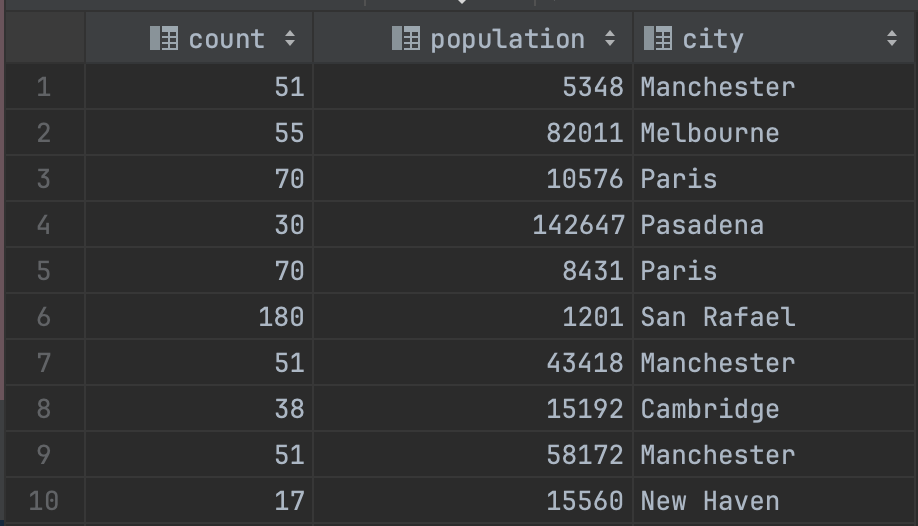 count population city
1 51 5348 Manchester
2 55 82011 Melbourne
3 70 10576 Paris
4 30 142647 Pasadena
5 70 8431 Paris
6 180 1201 San Rafael
7 51 43418 Manchester
8 38 15192 Cambridge
9 51 58172 Manchester
10 17 15560 New Haven